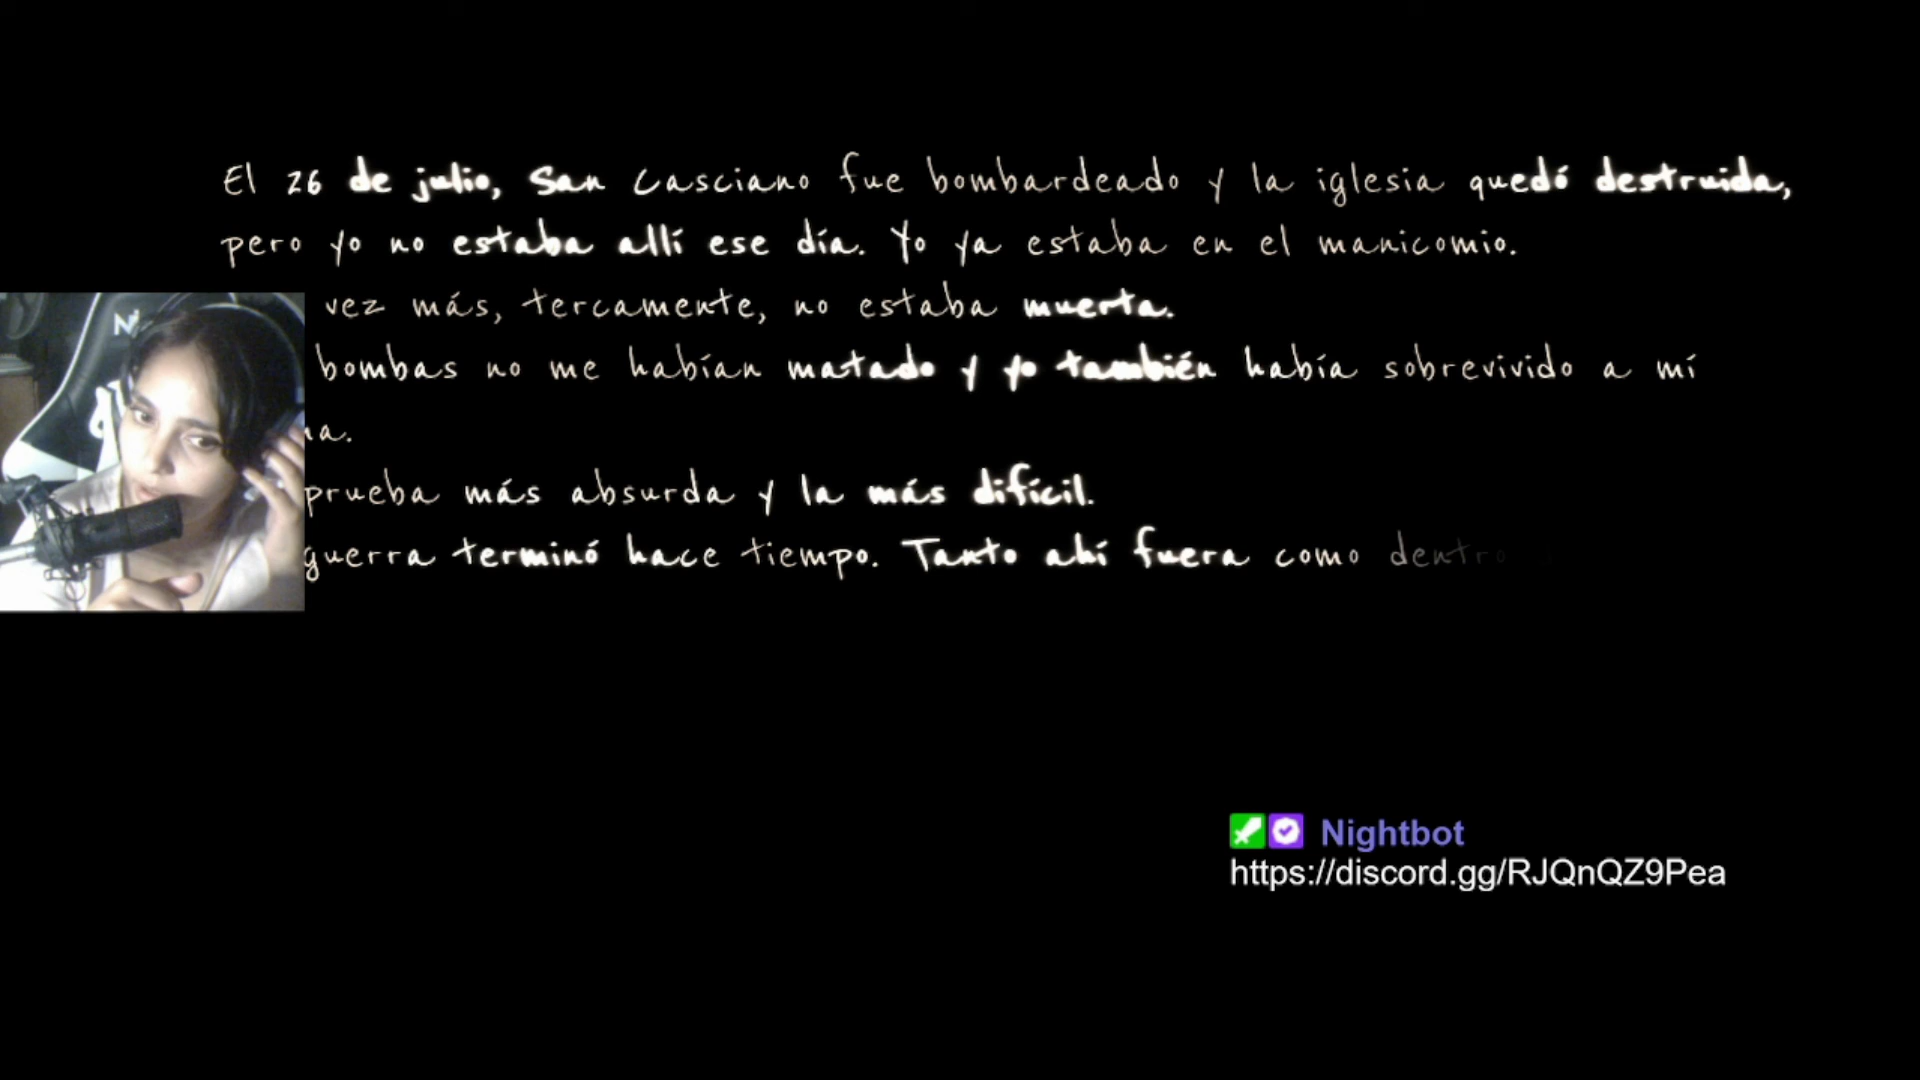 El 26 de julio, San Casciano fue bombardeado y la iglesia quedó destruida,
pero yo no estaba allí ese día. Yo ya estaba en el manicomio.
vez más, tercamente, no estaba muerta.
bombas no me habían matado y yo también había sobrevivido a mí
prueba más absurda y la más difícil.
guerra terminó hace tiempo. Tanto ahí fuera como dentro
Nightbot
https://discord.gg/RJQnQZ9Pea